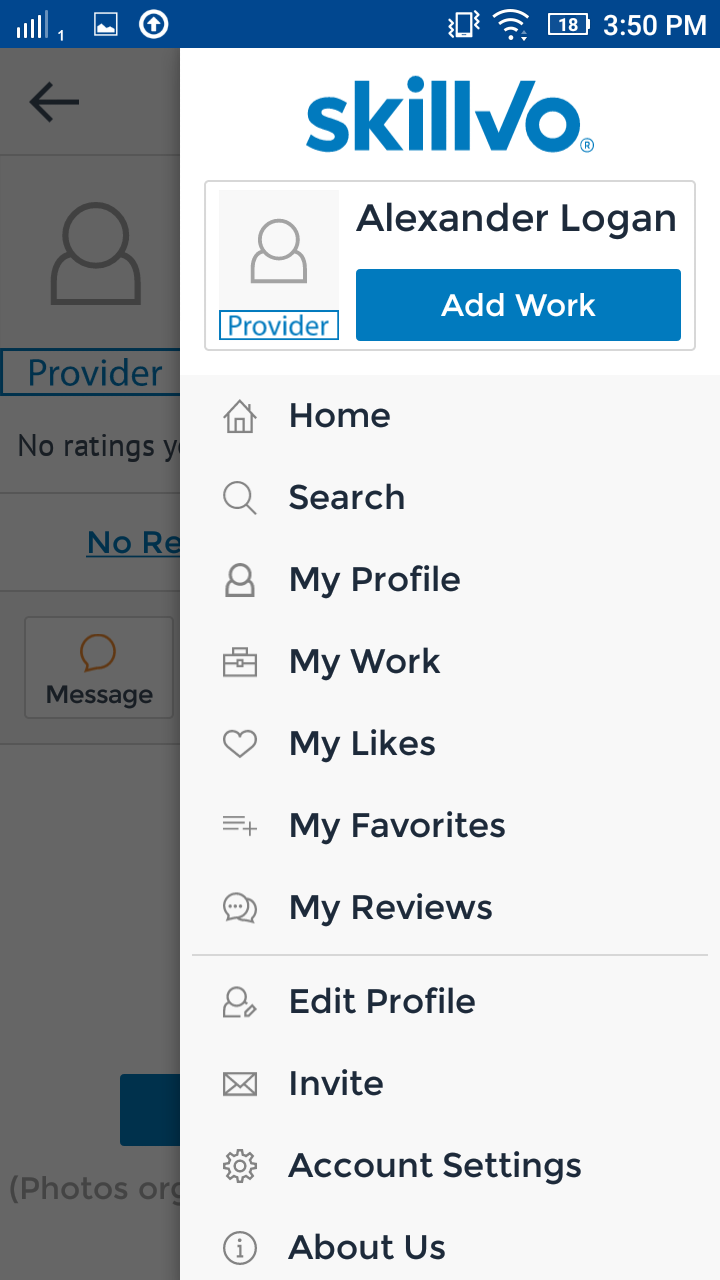 1
18
3:50 PM
skillvo®
Alexander Logan
Provider
Add Work
Home
Search
My Profile
My Work
My Likes
My Favorites
My Reviews
Edit Profile
Invite
Account Settings
About Us
Provider
No ratings y
No Re
Message
(Photos org